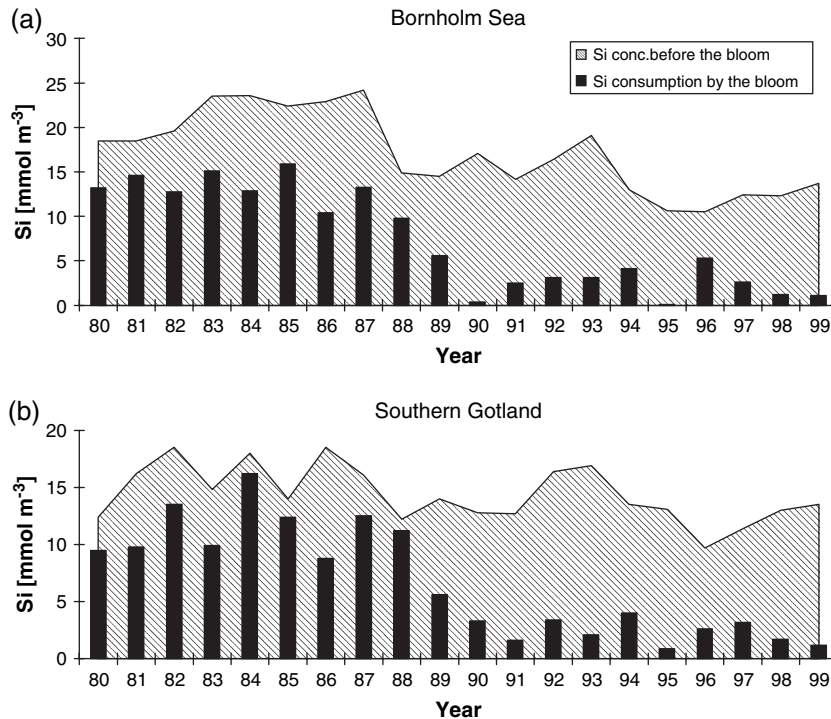 (a)
Bornholm Sea
30
25
20
15
10
5
0
Si [mmol m⁻³]
Si conc.before the bloom
Si consumption by the bloom
80 81 82 83 84 85 86 87 88 89 90 91 92 93 94 95 96 97 98 99
Year
(b)
Southern Gotland
20
15
10
5
0
Si [mmol m⁻³]
80 81 82 83 84 85 86 87 88 89 90 91 92 93 94 95 96 97 98 99
Year